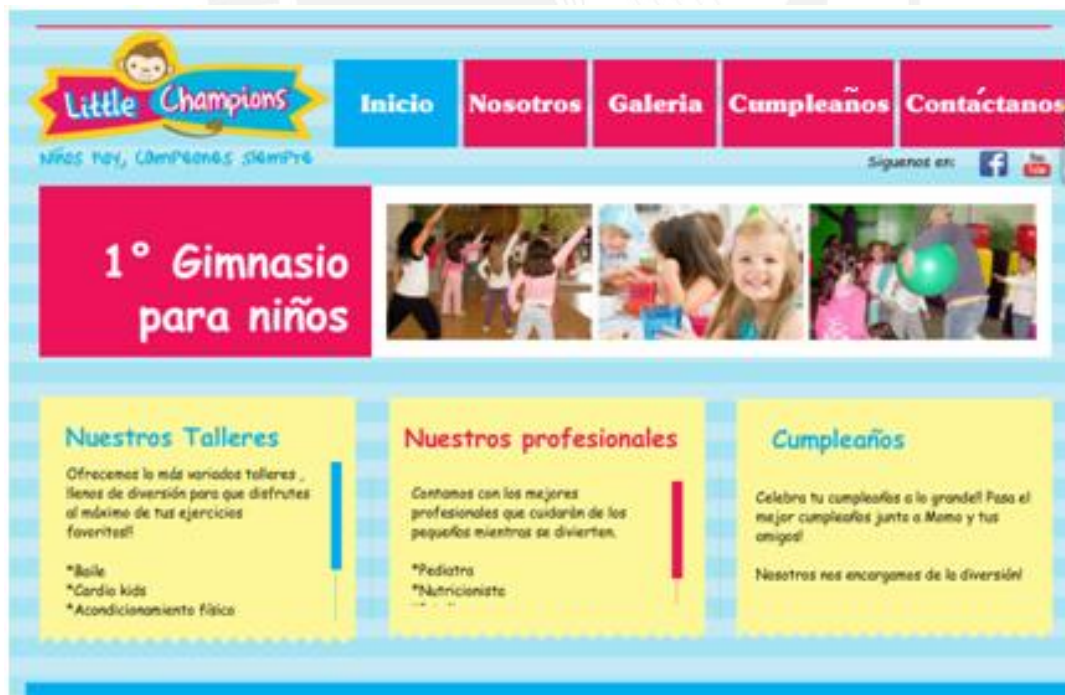 Little Champions
Niños hoy, campeones siempre
Inicio Nosotros Galeria Cumpleaños Contáctanos
Siguenos en:
You Tube
1° Gimnasio
para niños
Nuestros Talleres
Ofrecemos lo más variados talleres ,
llenos de diversión para que disfrutes
al máximo de tus ejercicios
favoritos!!
*Baile
*Cardio kids
*Acondicionamiento físico
Nuestros profesionales
Contamos con los mejores
profesionales que cuidarán de los
pequeños mientras se divierten.
*Pediatra
*Nutricionista
Cumpleaños
Celebra tu cumpleaños a lo grande!! Pasa el
mejor cumpleaños junto a Momo y tus
amigos!
Nosotros nos encargamos de la diversión!